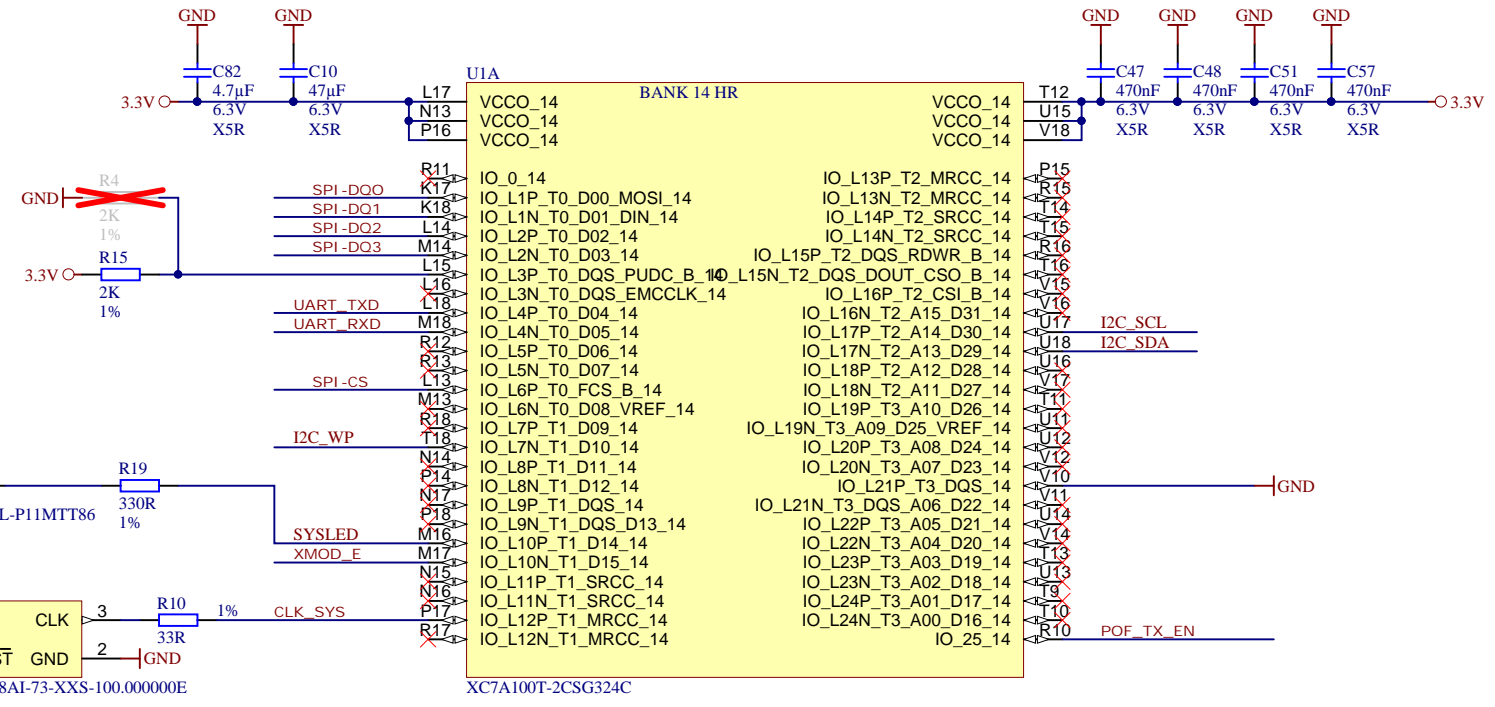 GND GND GND GND GND GND
C82 C10 U1A C47 C48 C51 C57
4.7µF 47µF L17 BANK 14 HR T12 470nF 470nF 470nF 470nF
3.3V VCCO_14 VCCO_14 3.3V
6.3V 6.3V N13 VCCO_14 VCCO_14 U15 6.3V 6.3V 6.3V 6.3V
X5R X5R P16 VCCO_14 VCCO_14 V18 X5R X5R X5R X5R
R11 IO_0_14 IO_L13P_T2_MRCC_14 P15
R4 SPI-DQ0 K17 IO_L1P_T0_D00_MOSI_14 IO_L13N_T2_MRCC_14 R15
GND
2K SPI-DQ1 K18 IO_L1N_T0_D01_DIN_14 IO_L14P_T2_SRCC_14 T14
1% SPI-DQ2 L14 IO_L2P_T0_D02_14 IO_L14N_T2_SRCC_14 T15
R15 SPI-DQ3 M14 IO_L2N_T0_D03_14 IO_L15P_T2_DQS_RDWR_B_14 R16
3.3V L15 IO_L3P_T0_DQS_PUDC_B_14 IO_L15N_T2_DQS_DOUT_CSO_B_14 T16
2K L16 IO_L3N_T0_DQS_EMCCLK_14 IO_L16P_T2_CSI_B_14 V15
1% UART_TXD L18 IO_L4P_T0_D04_14 IO_L16N_T2_A15_D31_14 V16
UART_RXD M18 IO_L4N_T0_D05_14 IO_L17P_T2_A14_D30_14 U17 I2C_SCL
R12 IO_L5P_T0_D06_14 IO_L17N_T2_A13_D29_14 U18 I2C_SDA
R13 IO_L5N_T0_D07_14 IO_L18P_T2_A12_D28_14 U16
SPI-CS L13 IO_L6P_T0_FCS_B_14 IO_L18N_T2_A11_D27_14 V17
M13 IO_L6N_T0_D08_VREF_14 IO_L19P_T3_A10_D26_14 T11
R18 IO_L7P_T1_D09_14 IO_L19N_T3_A09_D25_VREF_14 U11
I2C_WP T18 IO_L7N_T1_D10_14 IO_L20P_T3_A08_D24_14 U12
N14 IO_L8P_T1_D11_14 IO_L20N_T3_A07_D23_14 V12
R19 P14 IO_L8N_T1_D12_14 IO_L21P_T3_DQS_14 V10 GND
330R N17 IO_L9P_T1_DQS_14 IO_L21N_T3_DQS_A06_D22_14 V11
L-P11MTT86 1% P18 IO_L9N_T1_DQS_D13_14 IO_L22P_T3_A05_D21_14 U14
SYSLED M16 IO_L10P_T1_D14_14 IO_L22N_T3_A04_D20_14 V14
XMOD_E M17 IO_L10N_T1_D15_14 IO_L23P_T3_A03_D19_14 T13
N15 IO_L11P_T1_SRCC_14 IO_L23N_T3_A02_D18_14 U13
N16 IO_L11N_T1_SRCC_14 IO_L24P_T3_A01_D17_14 T9
CLK 3 R10 1% CLK_SYS P17 IO_L12P_T1_MRCC_14 IO_L24N_T3_A00_D16_14 T10
33R R17 IO_L12N_T1_MRCC_14 IO_25_14 R10 POF_TX_EN
ST GND 2 GND
8AI-73-XXS-100.000000E XC7A100T-2CSG324C